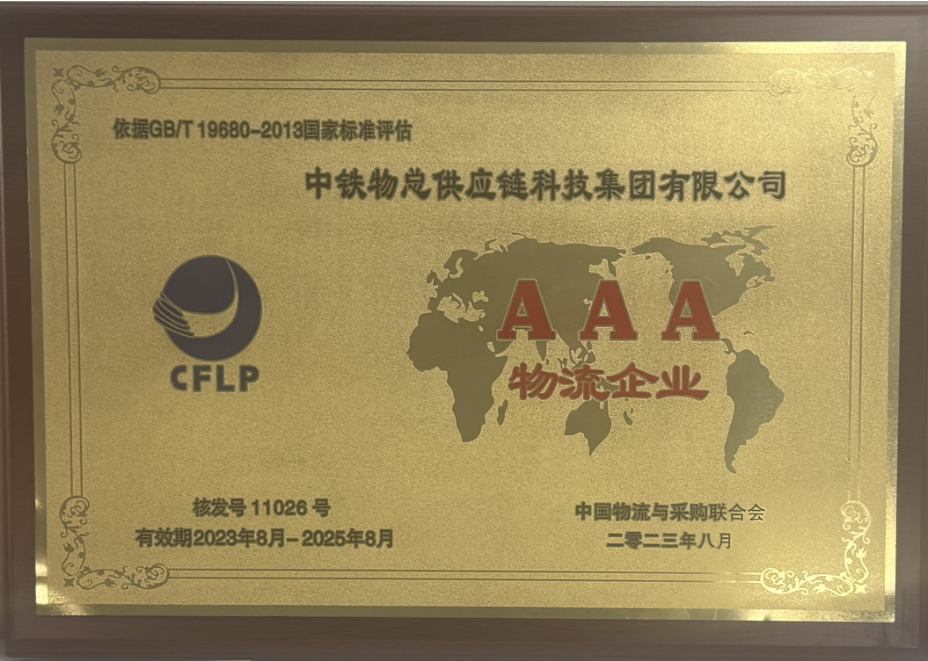 依据GB/T 19680-2013国家标准评估
中铁物总供应链科技集团有限公司
CFLP
AAA
物流企业
核发号 11026 号
有效期2023年8月-2025年8月
中国物流与采购联合会
二零二三年八月